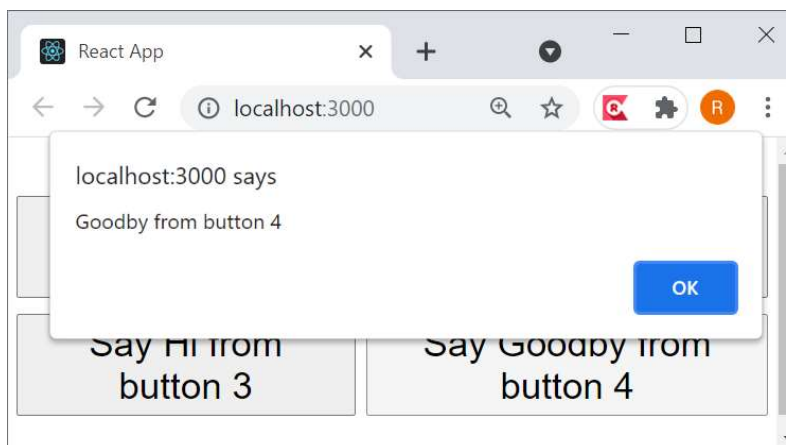 React App
localhost:3000
R
localhost:3000 says
Goodby from button 4
OK
Say Hi from
button 3
Say Goodby from
button 4